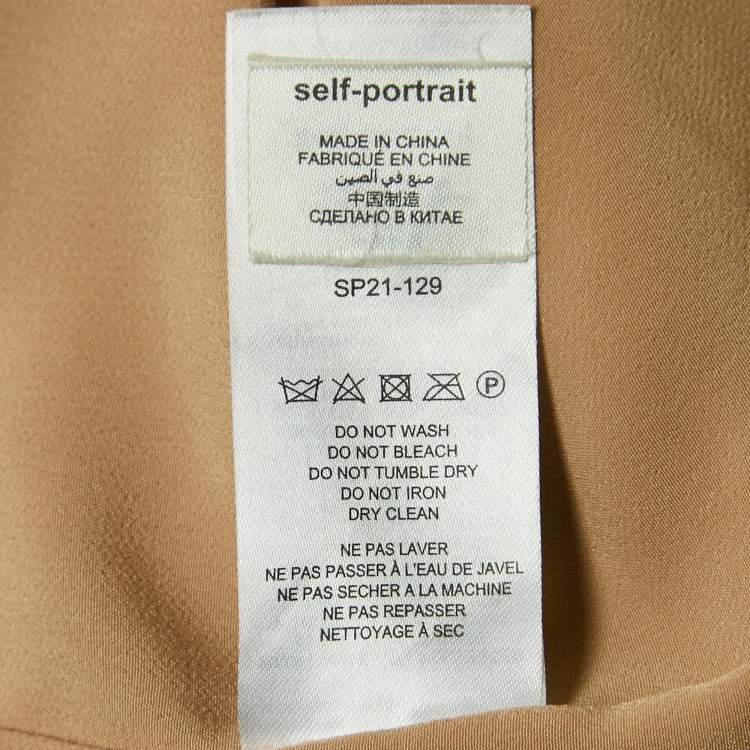 self-portrait
MADE IN CHINA
FABRIQUÉ EN CHINE
صنع في الصين
中国制造
СДЕЛАНО В КИТАЕ
SP21-129
P
DO NOT WASH
DO NOT BLEACH
DO NOT TUMBLE DRY
DO NOT IRON
DRY CLEAN
NE PAS LAVER
NE PAS PASSER À L'EAU DE JAVEL
NE PAS SECHER A LA MACHINE
NE PAS REPASSER
NETTOYAGE À SEC